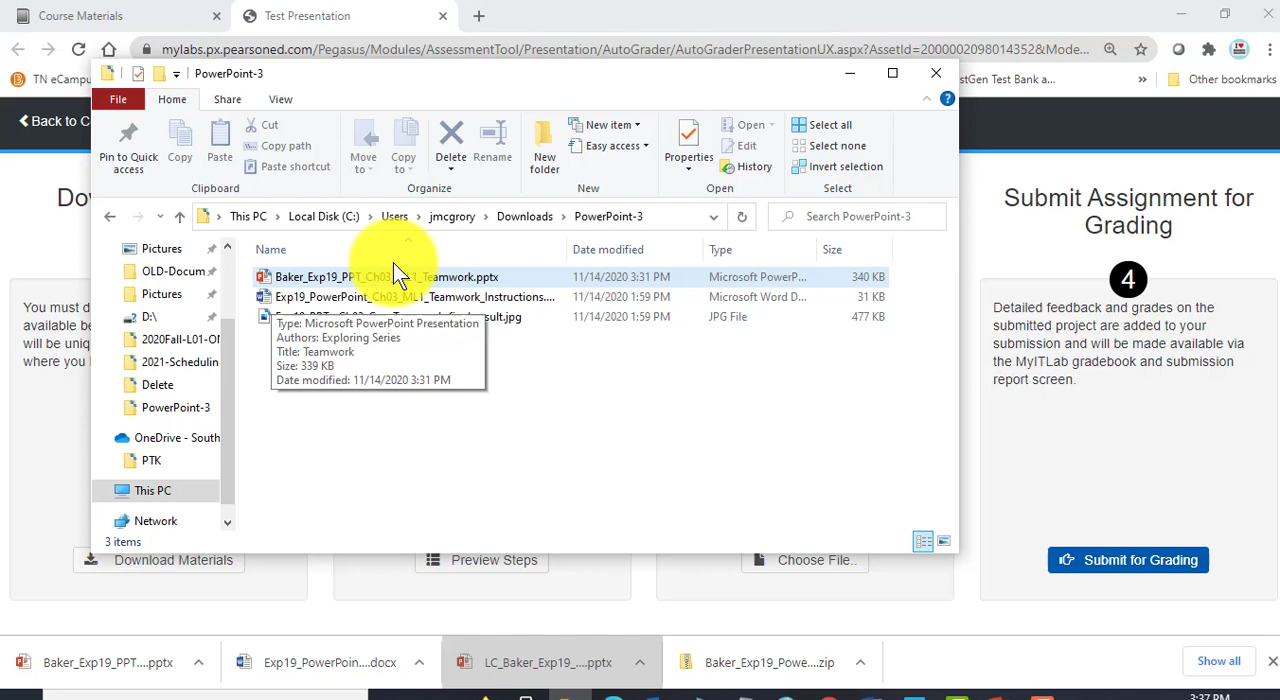 Course Materials
Test Presentation
mylabs.px.pearsoned.com/Pegasus/Modules/AssessmentTool/Presentation/AutoGrader/AutoGraderPresentationUX.aspx?AssetId=2000002098014352&Mode...
TN eCampu
stGen Test Bank a...
Other bookmarks
PowerPoint-3
File
Home
Share
View
Pin to Quick access
Copy
Paste
Cut
Copy path
Paste shortcut
Clipboard
Move to
Copy to
Delete
Rename
Organize
New folder
New item
Easy access
New
Properties
Open
Edit
History
Open
Select all
Select none
Invert selection
Select
This PC
Local Disk (C:)
Users
jmcgrory
Downloads
PowerPoint-3
Search PowerPoint-3
Name
Date modified
Type
Size
Baker_Exp19_PPT_Ch03_ML1_Teamwork.pptx 11/14/2020 3:31 PM Microsoft PowerP... 340 KB
Exp19_PowerPoint_Ch03_ML1_Teamwork_Instructions.... 11/14/2020 1:59 PM Microsoft Word D... 31 KB
11/14/2020 1:59 PM JPG File 477 KB
Type: Microsoft PowerPoint Presentation
Authors: Exploring Series
Title: Teamwork
Size: 339 KB
Date modified: 11/14/2020 3:31 PM
Pictures
OLD-Docum
Pictures
D:\
2020Fall-L01-ON
2021-Schedulin
Delete
PowerPoint-3
OneDrive - South
PTK
This PC
Network
3 items
Back to C
Do
You must d
available be
will be uniq
where you l
Download Materials
Preview Steps
Choose File..
Submit Assignment for
Grading
4
Detailed feedback and grades on the
submitted project are added to your
submission and will be made available via
the MyITLab gradebook and submission
report screen.
Submit for Grading
Baker_Exp19_PPT....pptx
Exp19_PowerPoin....docx
LC_Baker_Exp19_....pptx
Baker_Exp19_Powe....zip
Show all
3:37 PM